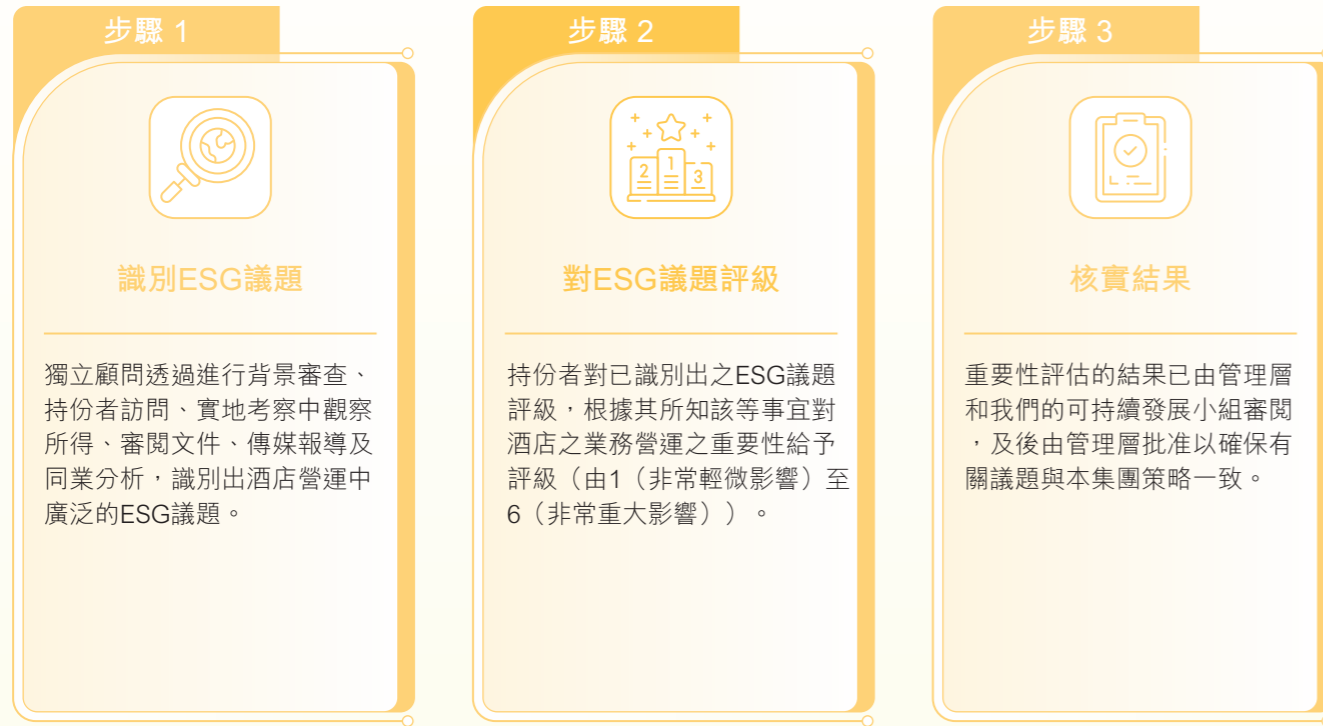 步驟 1
識別ESG議題
獨立顧問透過進行背景審查、
持份者訪問、實地考察中觀察
所得、審閱文件、傳媒報導及
同業分析，識別出酒店營運中
廣泛的ESG議題。
步驟 2
2
1
3
對ESG議題評級
持份者對已識別出之ESG議題
評級，根據其所知該等事宜對
酒店之業務營運之重要性給予
評級（由1（非常輕微影響）至
6（非常重大影響））。
步驟 3
核實結果
重要性評估的結果已由管理層
和我們的可持續發展小組審閱
，及後由管理層批准以確保有
關議題與本集團策略一致。